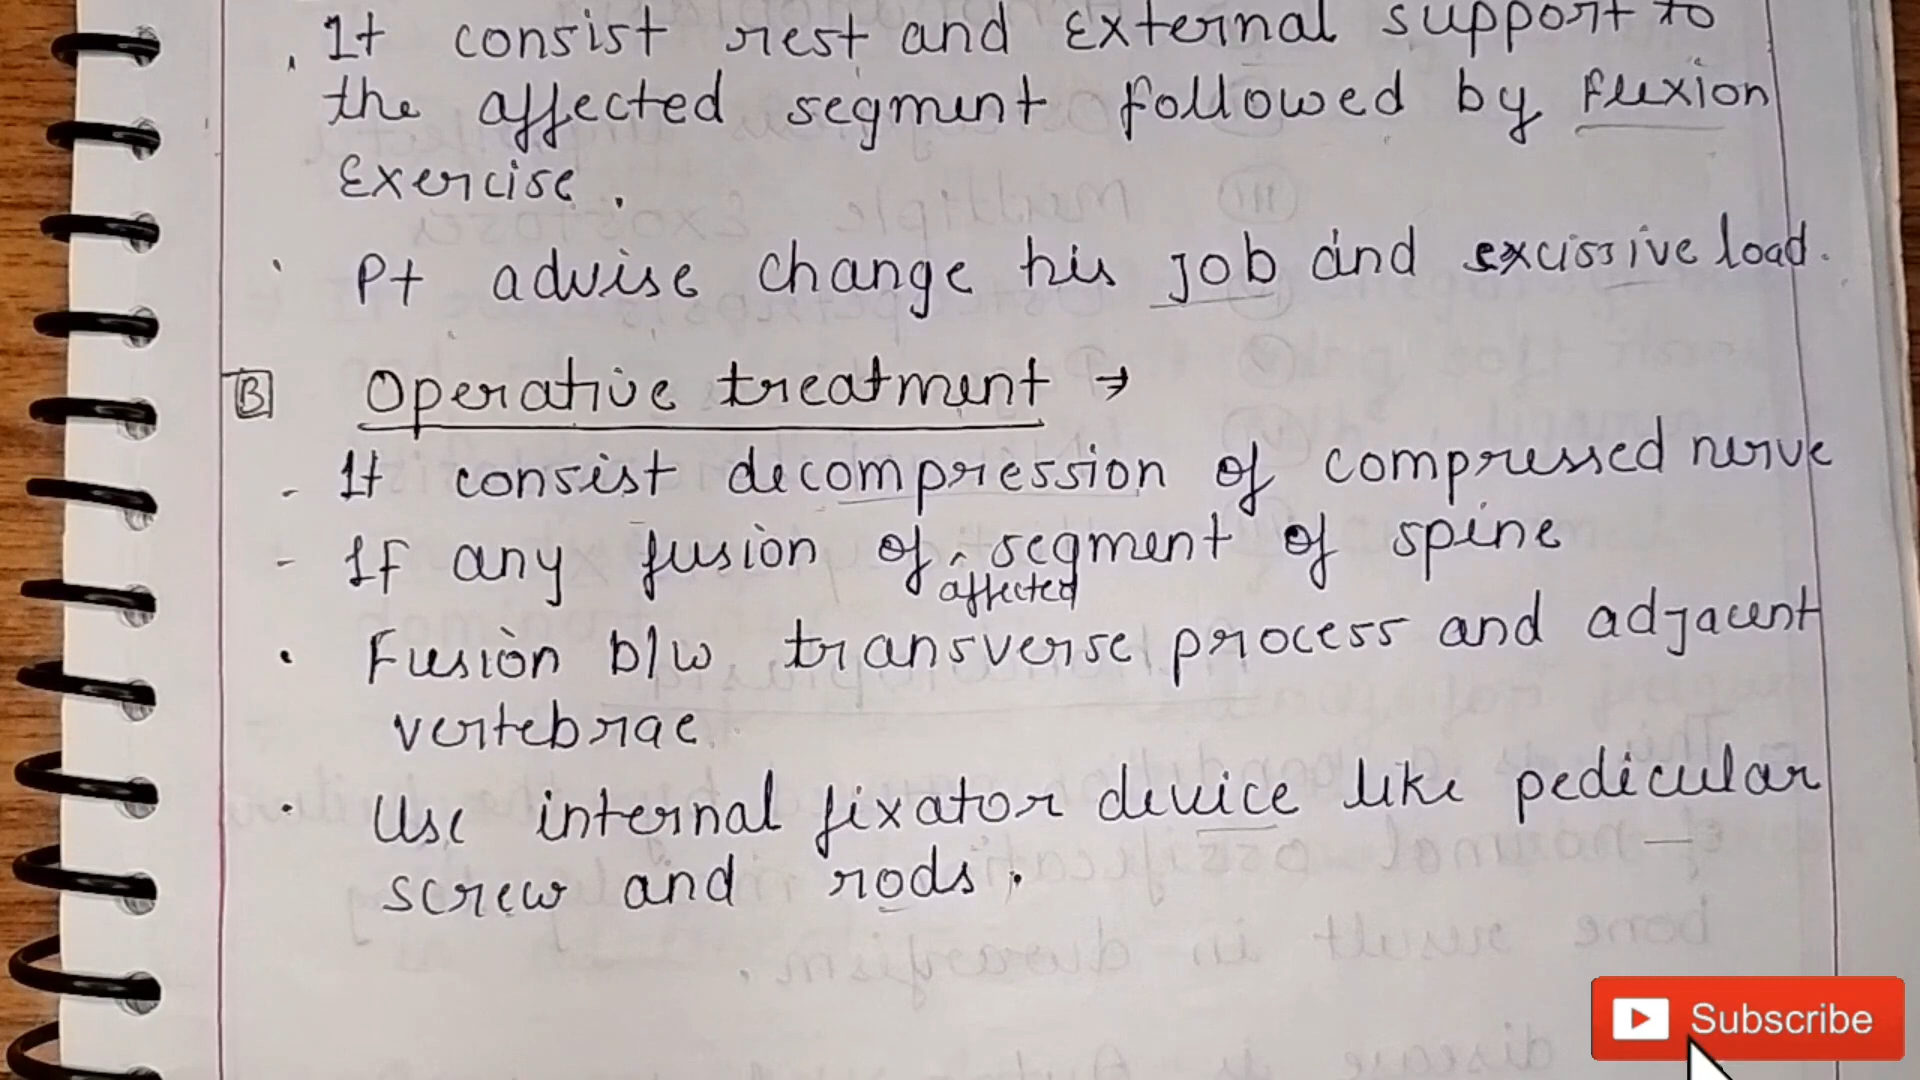 It consist rest and External support to
the affected segment followed by flexion
Exercise.
Pt advise change his job and excissive load.
B Operative treatment →
- It consist decompression of compressed nerve
- If any fusion of ^ segment of spine
affected
• Fusion b/w transverse process and adjacent
vertebrae
• Use internal fixator device like pedicular
screw and rods.
Subscribe